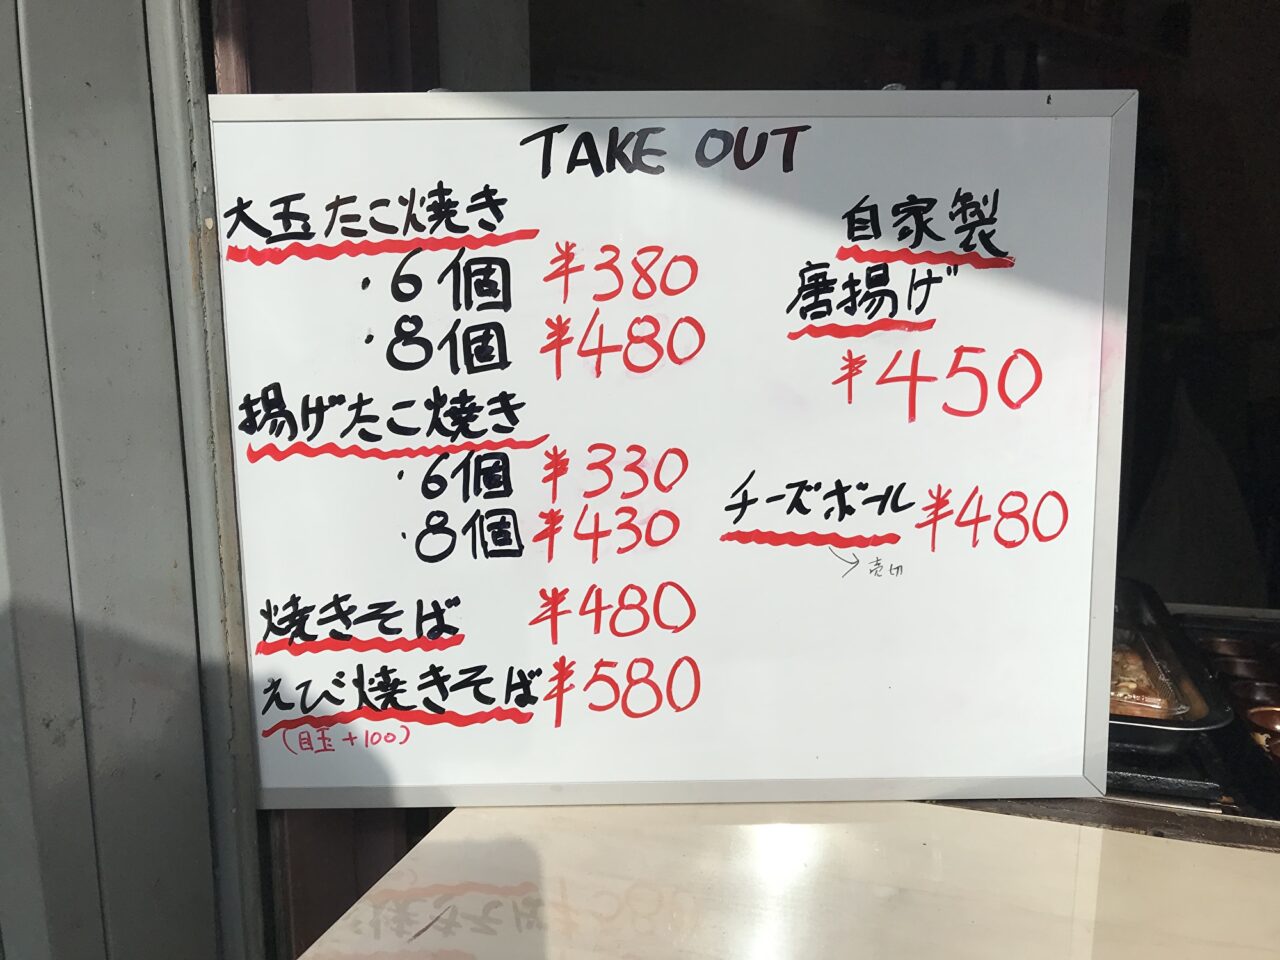 TAKE OUT
大玉たこ焼き
・6個 ¥380
・8個 ¥480
揚げたこ焼き
・6個 ¥330
・8個 ¥430
焼きそば ¥480
えび焼きそば ¥580
(目玉+100)
自家製
唐揚げ
¥450
チーズボール ¥480
売切